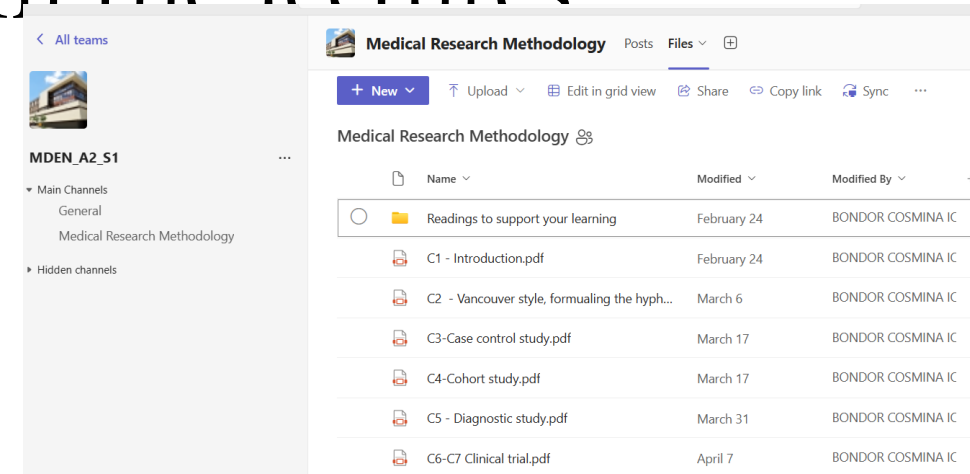 All teams
MDEN_A2_S1
Main Channels
General
Medical Research Methodology
Hidden channels
Medical Research Methodology Posts Files
+ New Upload Edit in grid view Share Copy link Sync ...
Medical Research Methodology
Name Modified Modified By
Readings to support your learning February 24 BONDOR COSMINA IC
C1 - Introduction.pdf February 24 BONDOR COSMINA IC
C2 - Vancouver style, formualing the hyph... March 6 BONDOR COSMINA IC
C3-Case control study.pdf March 17 BONDOR COSMINA IC
C4-Cohort study.pdf March 17 BONDOR COSMINA IC
C5 - Diagnostic study.pdf March 31 BONDOR COSMINA IC
C6-C7 Clinical trial.pdf April 7 BONDOR COSMINA IC